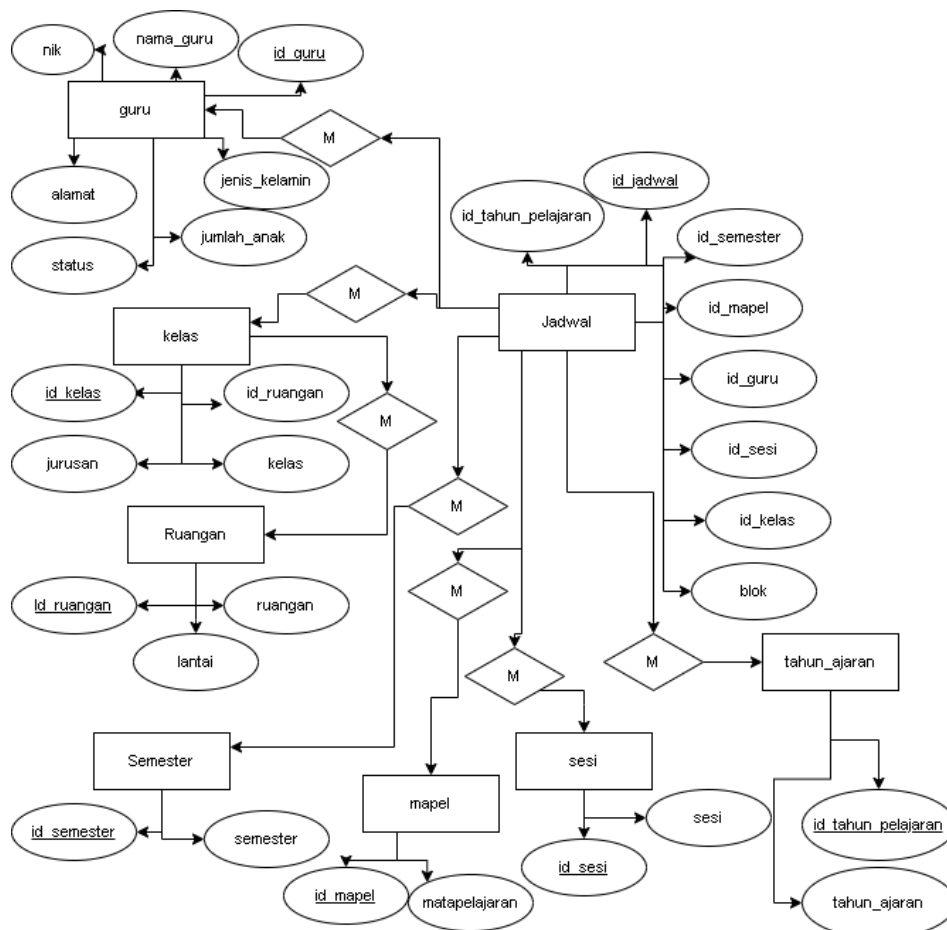 nik
nama_guru
id_guru
guru
M
alamat
jenis_kelamin
jumlah_anak
status
id_jadwal
id_tahun_pelajaran
id_semester
M
Jadwal
id_mapel
kelas
id_guru
id_kelas
id_ruangan
M
jurusan
kelas
id_sesi
M
id_kelas
Ruangan
M
blok
Id_ruangan
ruangan
lantai
M
M
tahun_ajaran
Semester
sesi
mapel
id_semester
semester
sesi
id_tahun_pelajaran
id_sesi
id_mapel
matapelajaran
tahun_ajaran